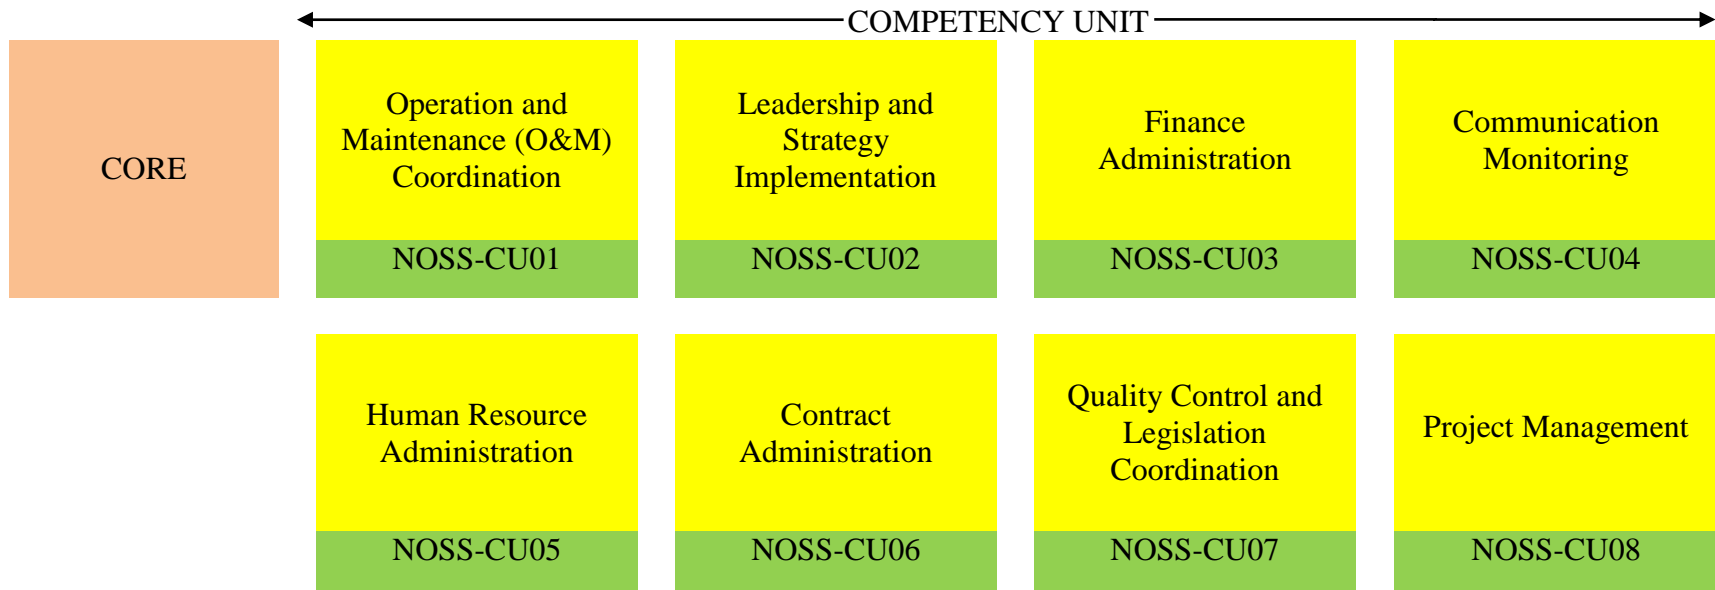 COMPETENCY UNIT
CORE
Operation and
Maintenance (O&M)
Coordination
NOSS-CU01
Leadership and
Strategy
Implementation
NOSS-CU02
Finance
Administration
NOSS-CU03
Communication
Monitoring
NOSS-CU04
Human Resource
Administration
NOSS-CU05
Contract
Administration
NOSS-CU06
Quality Control and
Legislation
Coordination
NOSS-CU07
Project Management
NOSS-CU08